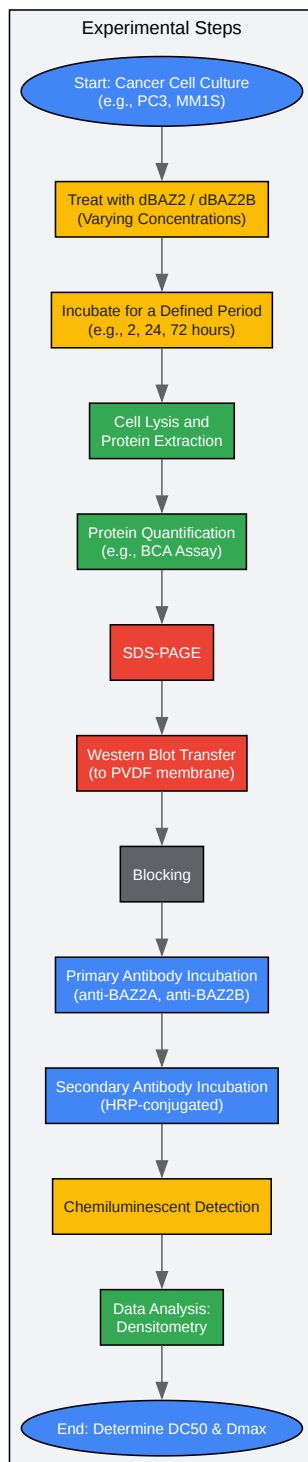 Experimental Steps
Start: Cancer Cell Culture
(e.g., PC3, MM1S)
Treat with dBAZ2 / dBAZ2B
(Varying Concentrations)
Incubate for a Defined Period
(e.g., 2, 24, 72 hours)
Cell Lysis and
Protein Extraction
Protein Quantification
(e.g., BCA Assay)
SDS-PAGE
Western Blot Transfer
(to PVDF membrane)
Blocking
Primary Antibody Incubation
(anti-BAZ2A, anti-BAZ2B)
Secondary Antibody Incubation
(HRP-conjugated)
Chemiluminescent Detection
Data Analysis:
Densitometry
End: Determine DC50 & Dmax